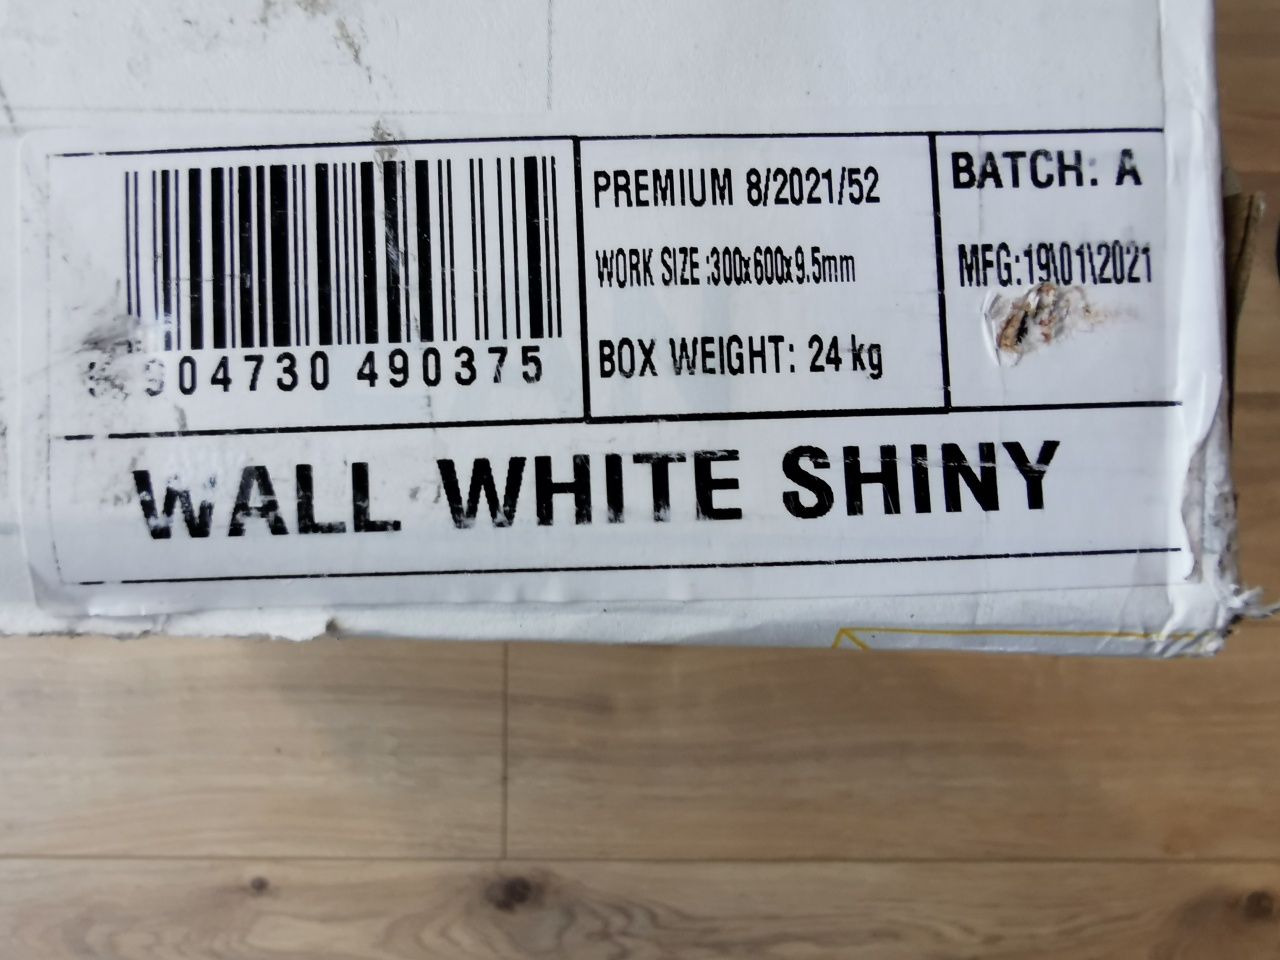 904730 490375
PREMIUM 8/2021/52
WORK SIZE :300x600x9.5mm
BOX WEIGHT: 24 kg
BATCH: A
MFG:19\01\2021
WALL WHITE SHINY